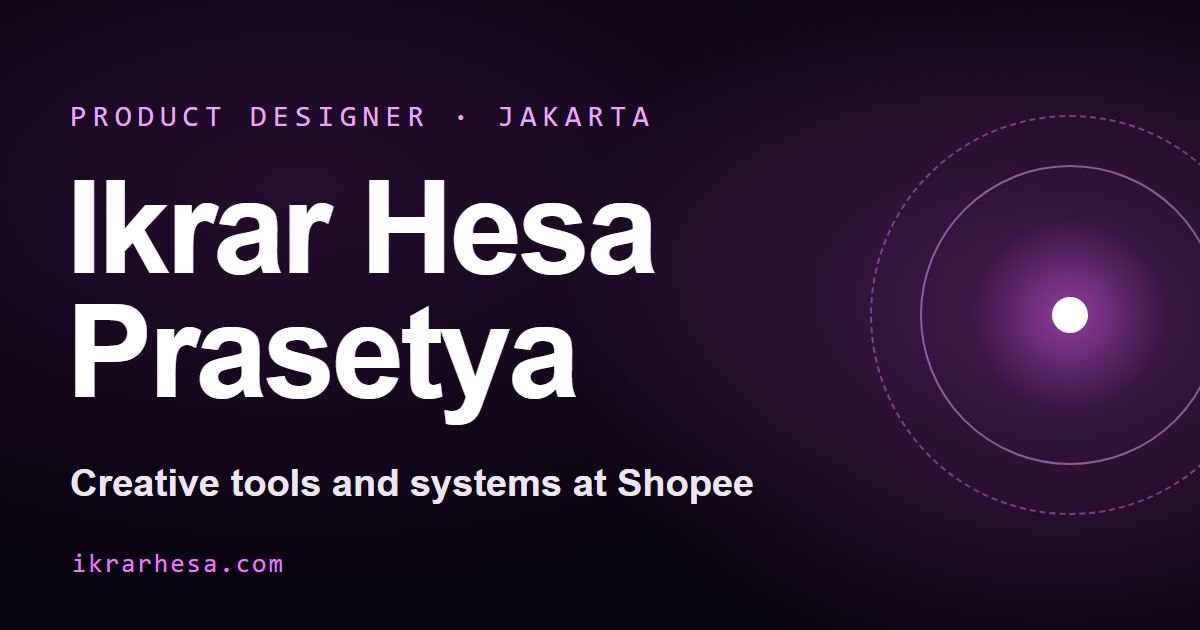 PRODUCT DESIGNER · JAKARTA
Ikrar Hesa
Prasetya
Creative tools and systems at Shopee
ikrarhesa.com